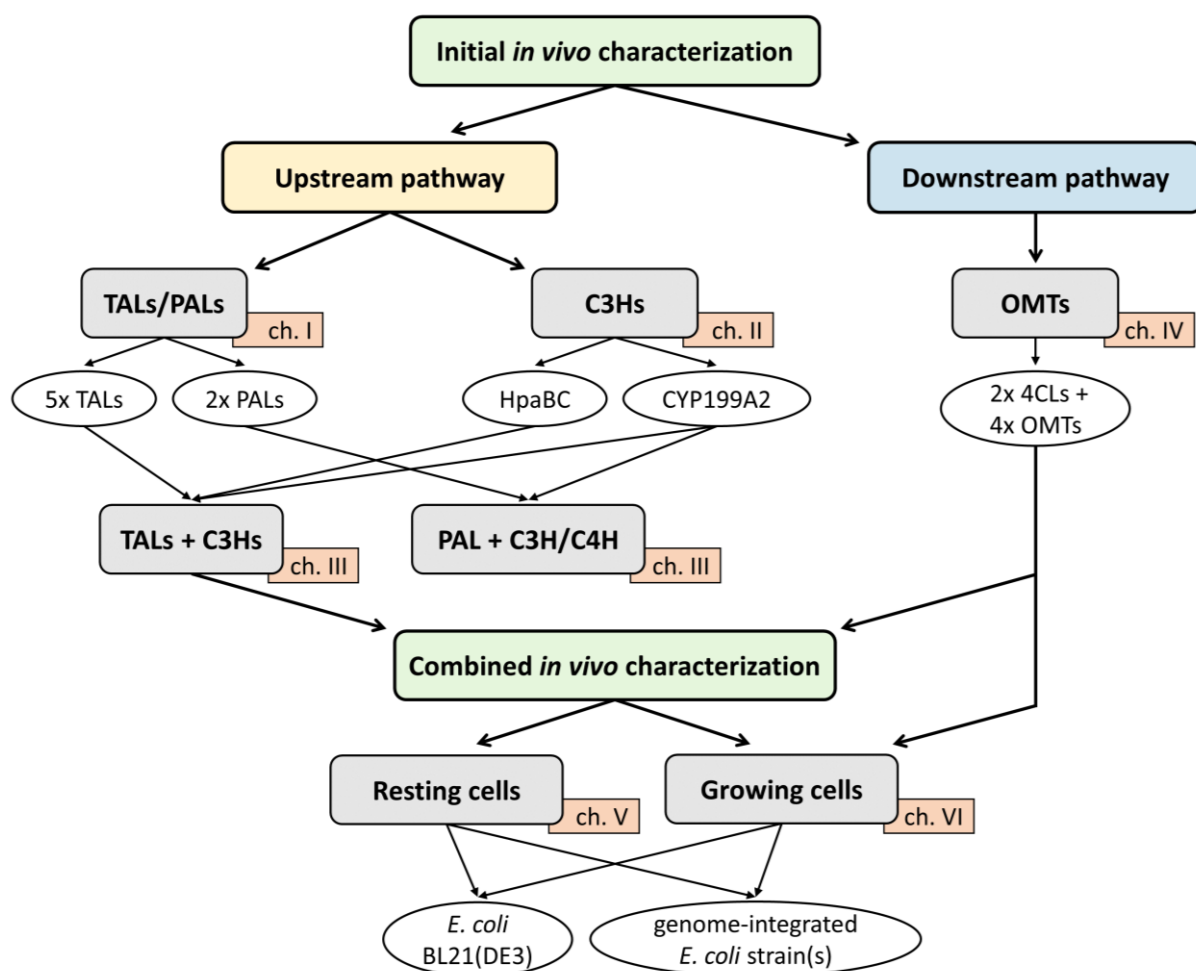 Initial in vivo characterization
Upstream pathway
Downstream pathway
TALs/PALs
ch. I
C3Hs
ch. II
OMTs
ch. IV
5x TALs
2x PALs
HpaBC
CYP199A2
2x 4CLs +
4x OMTs
TALs + C3Hs
ch. III
PAL + C3H/C4H
ch. III
Combined in vivo characterization
Resting cells
ch. V
Growing cells
ch. VI
E. coli
BL21(DE3)
genome-integrated
E. coli strain(s)